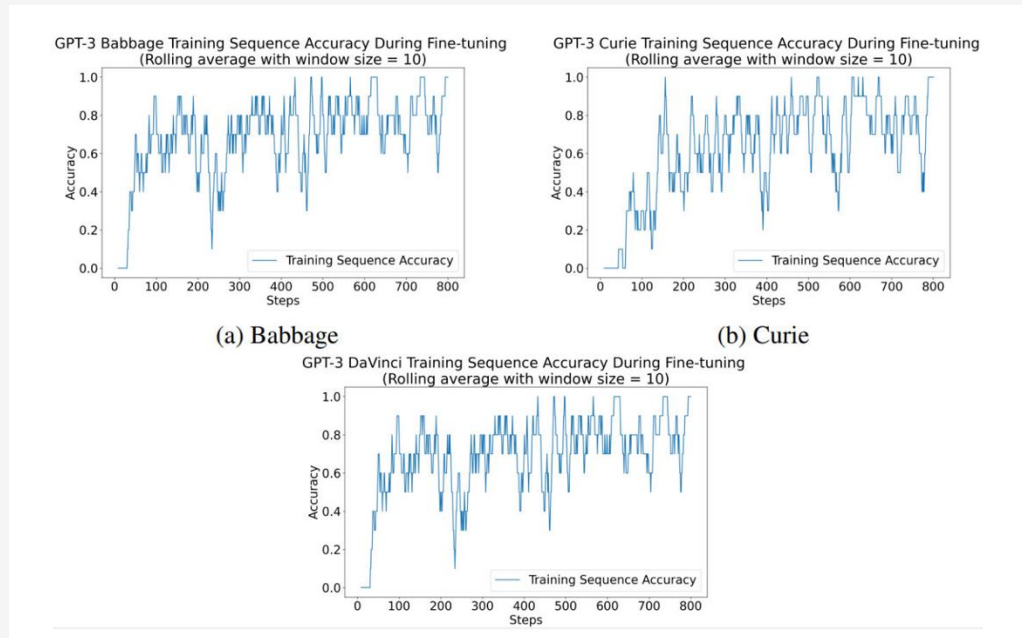 GPT-3 Babbage Training Sequence Accuracy During Fine-tuning
(Rolling average with window size = 10)
1.0
0.8
0.6
0.4
0.2
0.0
Accuracy
Training Sequence Accuracy
0 100 200 300 400 500 600 700 800
Steps
(a) Babbage
GPT-3 Curie Training Sequence Accuracy During Fine-tuning
(Rolling average with window size = 10)
1.0
0.8
0.6
0.4
0.2
0.0
Accuracy
Training Sequence Accuracy
0 100 200 300 400 500 600 700 800
Steps
(b) Curie
GPT-3 DaVinci Training Sequence Accuracy During Fine-tuning
(Rolling average with window size = 10)
1.0
0.8
0.6
0.4
0.2
0.0
Accuracy
Training Sequence Accuracy
0 100 200 300 400 500 600 700 800
Steps